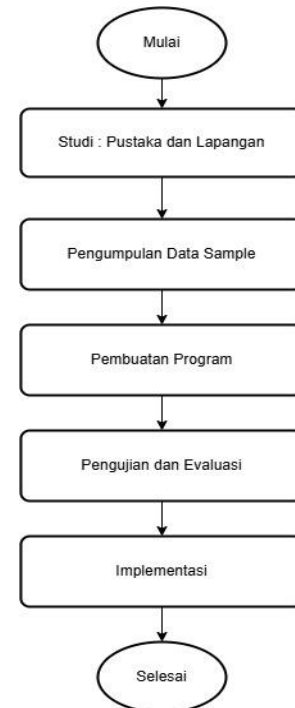 Mulai
Studi : Pustaka dan Lapangan
Pengumpulan Data Sample
Pembuatan Program
Pengujian dan Evaluasi
Implementasi
Selesai